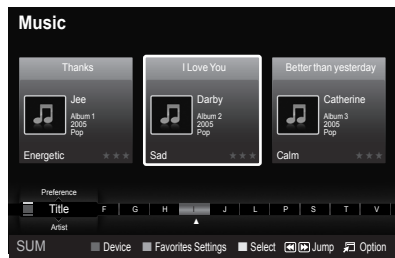 Music
Thanks
I Love You
Better than yesterday
Jee
Album 1
2005
Pop
Energetic
Darby
Album 2
2005
Pop
Sad
Catherine
Album 3
2005
Pop
Calm
Preference
Title F G H I J L P S T V
Artist
SUM Device Favorites Settings Select Jump Option